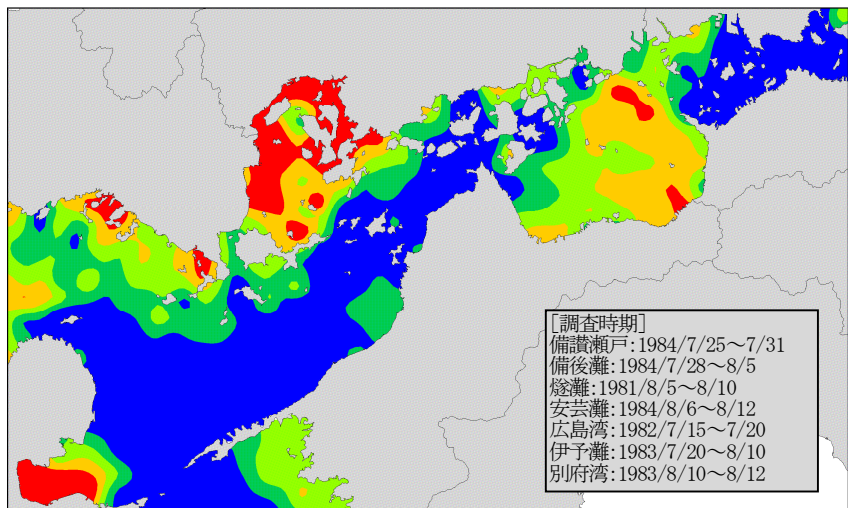 [調査時期]
備讃瀬戸:1984/7/25～7/31
備後灘:1984/7/28～8/5
燧灘:1981/8/5～8/10
安芸灘:1984/8/6～8/12
広島湾:1982/7/15～7/20
伊予灘:1983/7/20～8/10
別府湾:1983/8/10～8/12